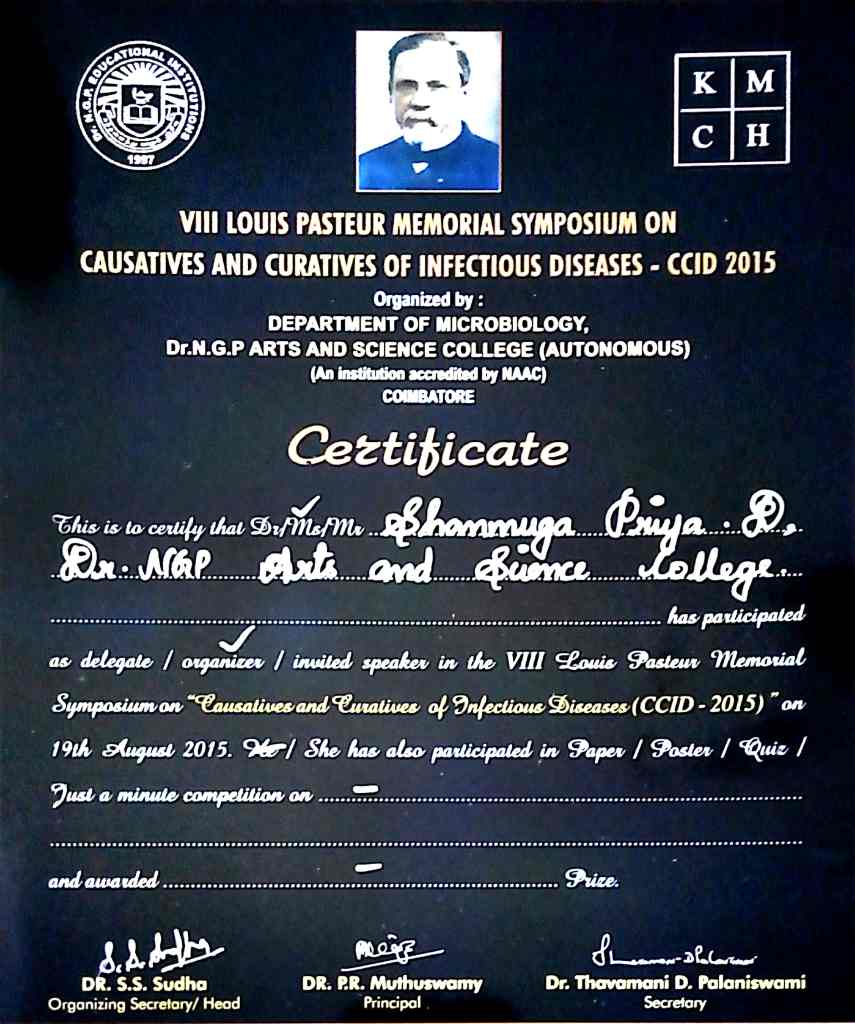 Dr. N.G.P. EDUCATIONAL INSTITUTIONS
1997
K M
C H
VIII LOUIS PASTEUR MEMORIAL SYMPOSIUM ON
CAUSATIVES AND CURATIVES OF INFECTIOUS DISEASES - CCID 2015
Organized by :
DEPARTMENT OF MICROBIOLOGY,
Dr.N.G.P ARTS AND SCIENCE COLLEGE (AUTONOMOUS)
(An institution accredited by NAAC)
COIMBATORE
Certificate
This is to certify that Dr/Ms/Mr Shanmuga Priya . D,
Dr. NGP Arts and Science College.
has participated
as delegate / organizer / invited speaker in the VIII Louis Pasteur Memorial
Symposium on "Causatives and Curatives of Infectious Diseases (CCID - 2015) " on
19th August 2015. He / She has also participated in Paper / Poster / Quiz /
Just a minute competition on -
and awarded - Prize.
DR. S.S. Sudha DR. P.R. Muthuswamy Dr. Thavamani D. Palaniswami
Organizing Secretary/ Head Principal Secretary